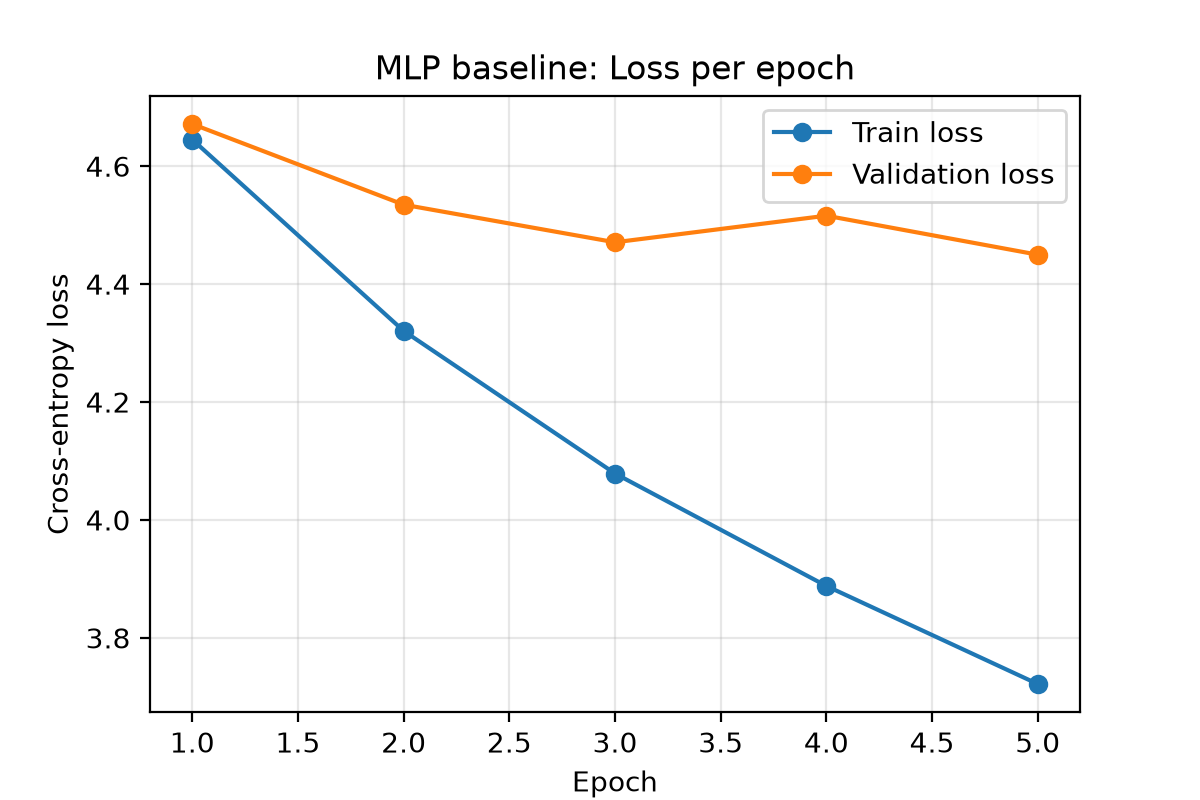 MLP baseline: Loss per epoch
Train loss
Validation loss
Cross-entropy loss
4.6
4.4
4.2
4.0
3.8
1.0 1.5 2.0 2.5 3.0 3.5 4.0 4.5 5.0
Epoch